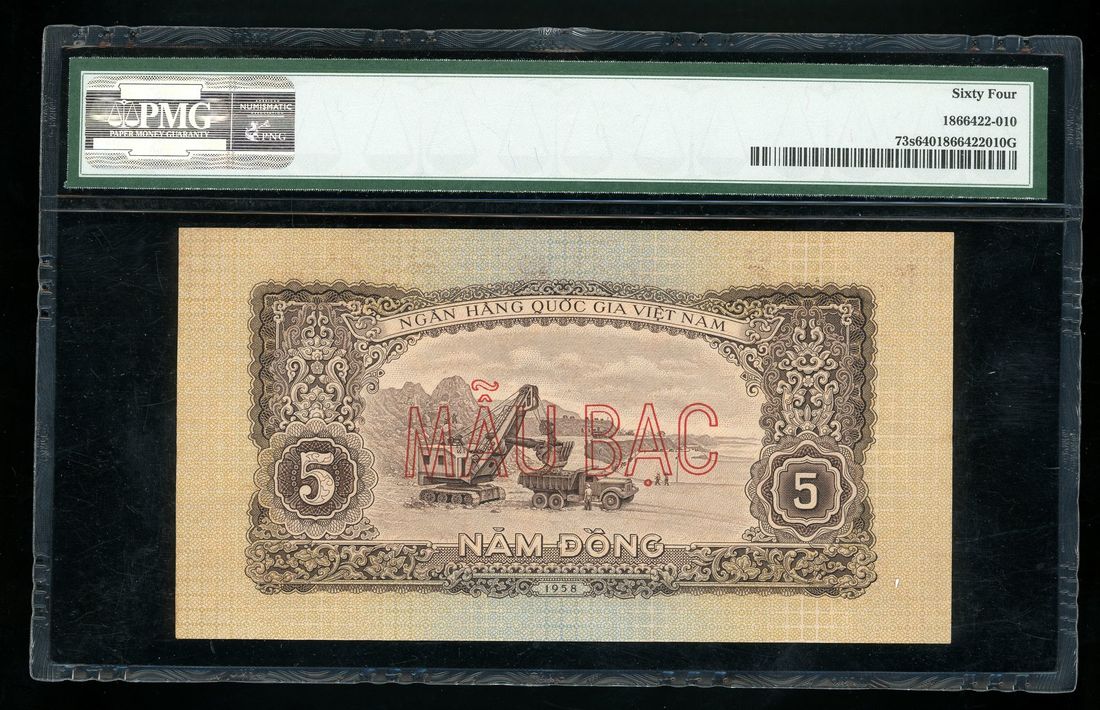 PMG
PAPER MONEY GUARANTY
NUMISMATIC
PNG
Sixty Four
1866422-010
73s6401866422010G
NGÂN HÀNG QUỐC GIA VIỆT NAM
MẪU BẠC
5
5
NĂM ĐỒNG
1958